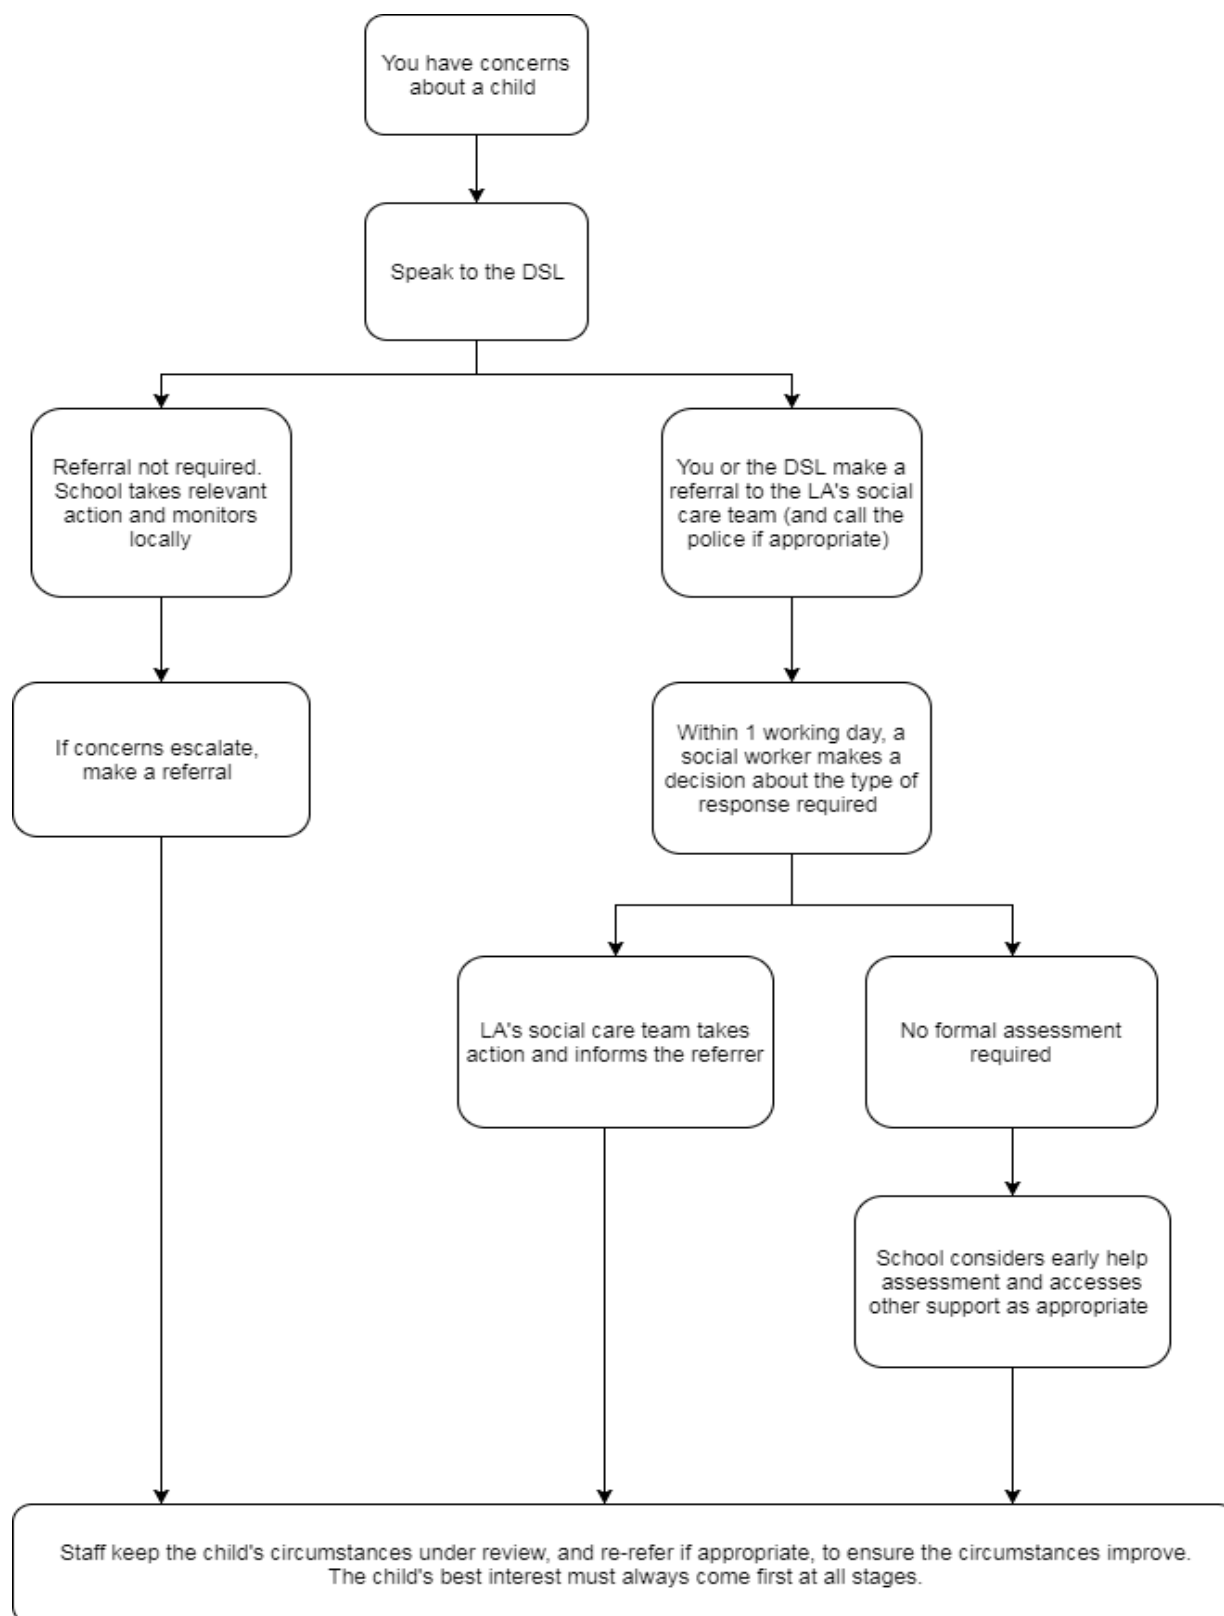 You have concerns
about a child
Speak to the DSL
Referral not required.
School takes relevant
action and monitors
locally
You or the DSL make a
referral to the LA's social
care team (and call the
police if appropriate)
If concerns escalate,
make a referral
Within 1 working day, a
social worker makes a
decision about the type of
response required
LA's social care team takes
action and informs the referrer
No formal assessment
required
School considers early help
assessment and accesses
other support as appropriate
Staff keep the child's circumstances under review, and re-refer if appropriate, to ensure the circumstances improve.
The child's best interest must always come first at all stages.